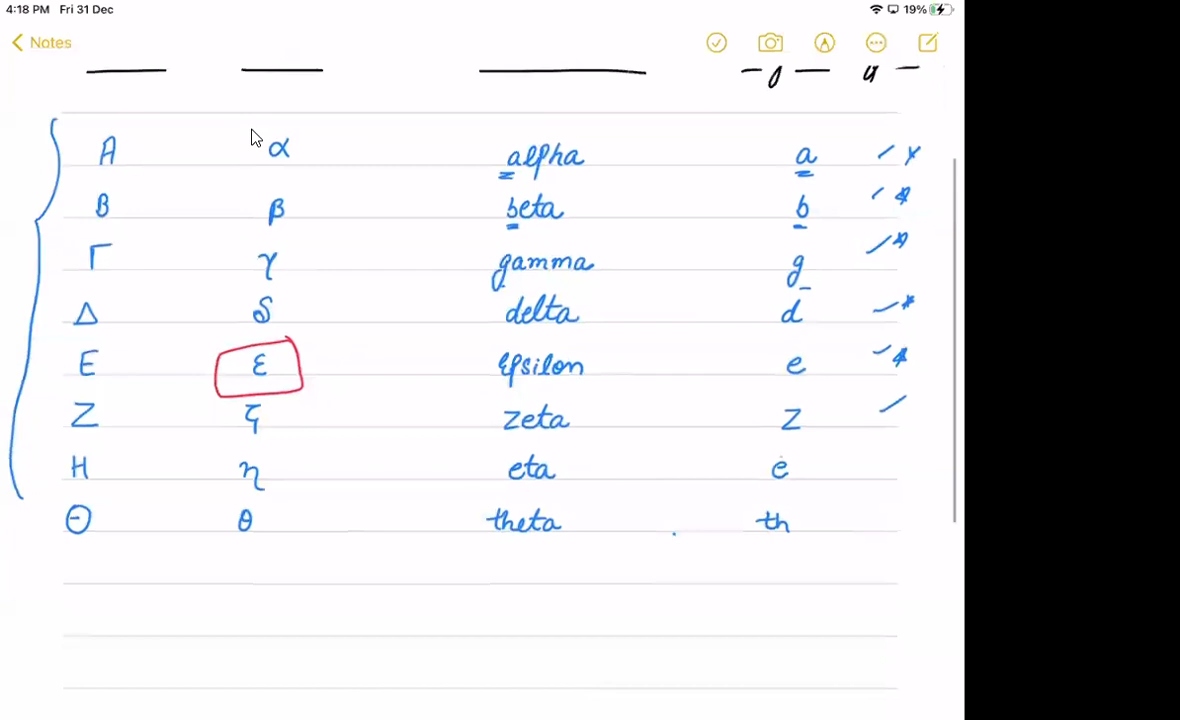 4:18 PM Fri 31 Dec 19%
Notes
A α alpha a
B β beta b
Γ γ gamma g
Δ δ delta d
E ε epsilon e
Z ζ zeta z
H η eta ė
Θ θ theta th